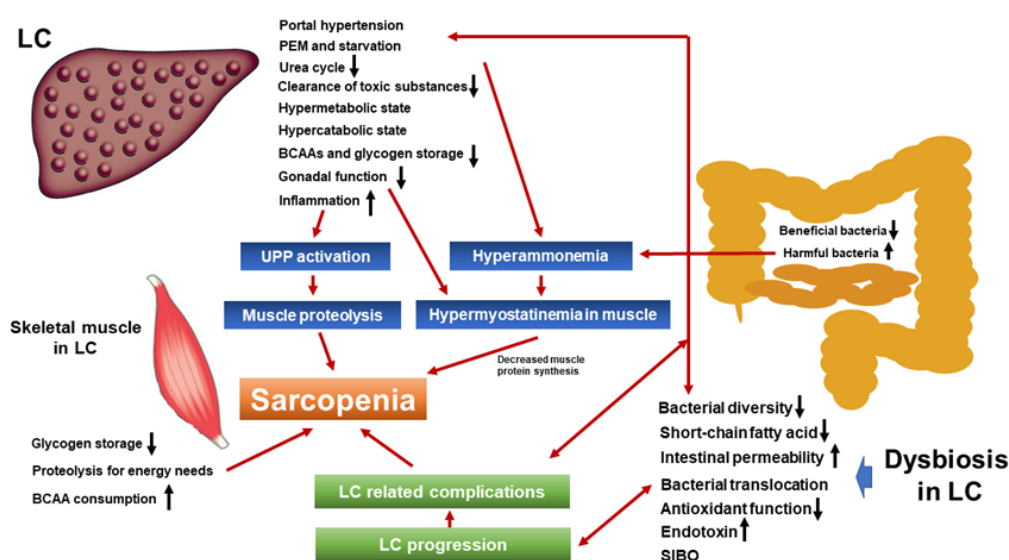 LC
Portal hypertension
PEM and starvation
Urea cycle
Clearance of toxic substances
Hypermetabolic state
Hypercatabolic state
BCAAs and glycogen storage
Gonadal function
Inflammation
Beneficial bacteria
Harmful bacteria
UPP activation
Hyperammonemia
Muscle proteolysis
Hypermyostatinemia in muscle
Skeletal muscle
in LC
Decreased muscle
protein synthesis
Sarcopenia
Glycogen storage
Proteolysis for energy needs
BCAA consumption
LC related complications
LC progression
Bacterial diversity
Short-chain fatty acid
Intestinal permeability
Bacterial translocation
Antioxidant function
Endotoxin
SIBO
Dysbiosis
in LC